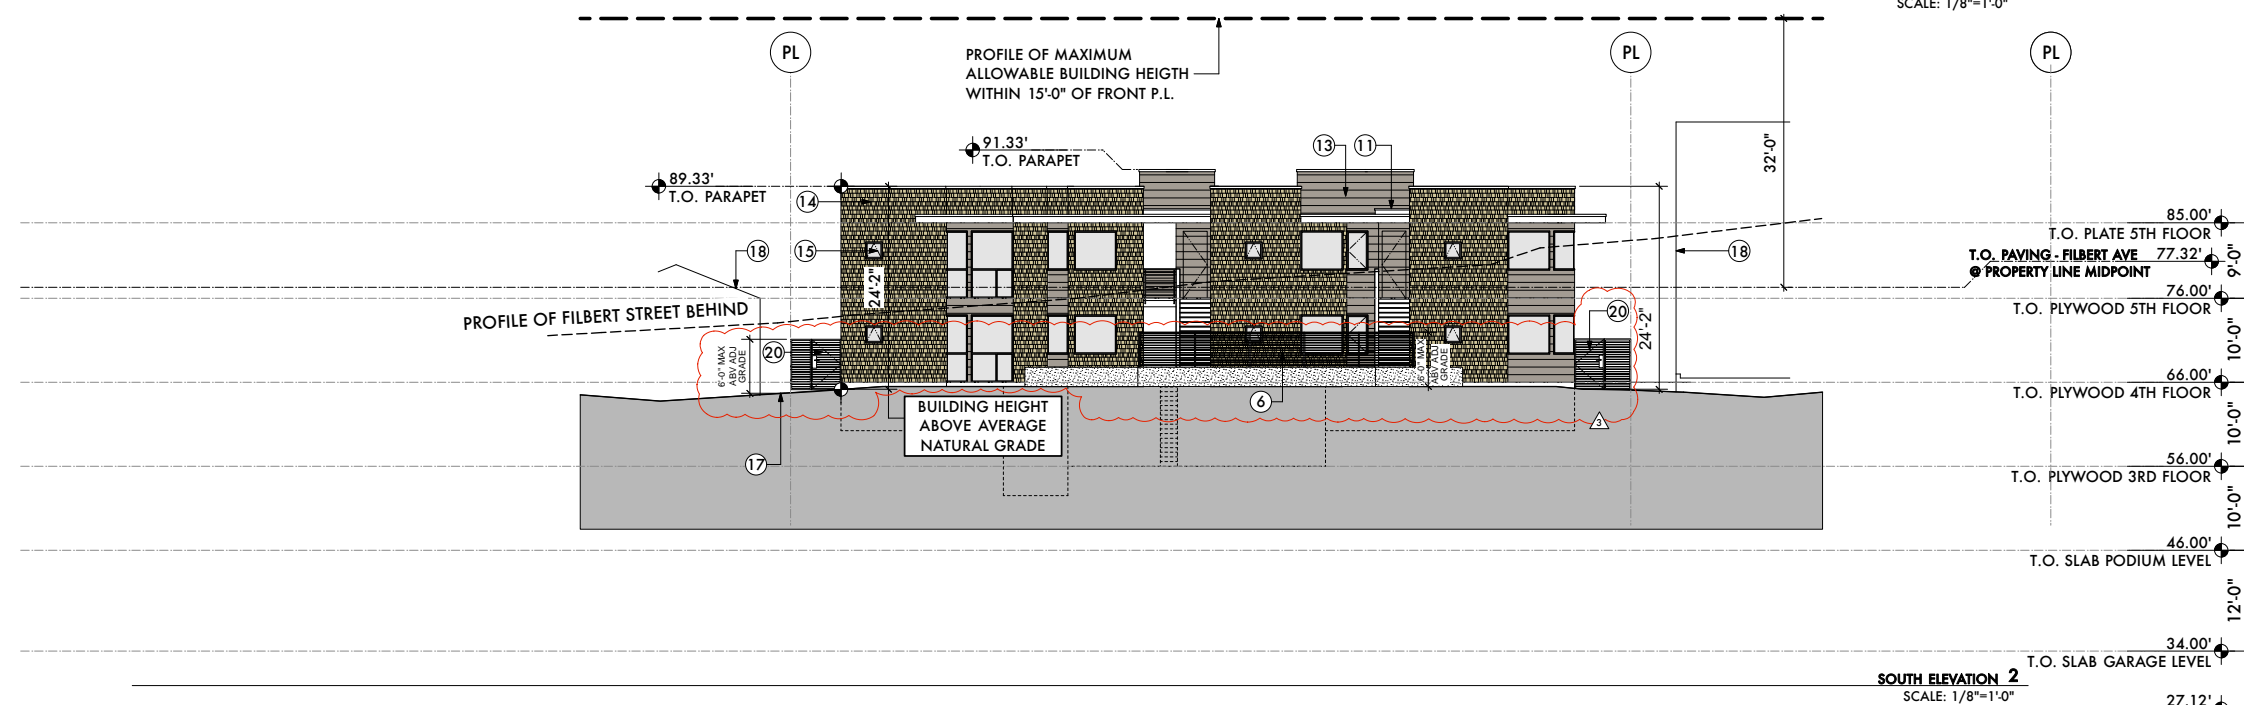 SCALE: 1/8"=1'-0"
PL
PL
PL
PROFILE OF MAXIMUM
ALLOWABLE BUILDING HEIGTH
WITHIN 15'-0" OF FRONT P.L.
91.33'
T.O. PARAPET
13
11
32'-0"
89.33'
T.O. PARAPET
14
85.00'
T.O. PLATE 5TH FLOOR
18
15
24'-2"
18
T.O. PAVING - FILBERT AVE 77.32'
@ PROPERTY LINE MIDPOINT
9'-0"
76.00'
T.O. PLYWOOD 5TH FLOOR
PROFILE OF FILBERT STREET BEHIND
20
20
24'-2"
10'-0"
6'-0" MAX
ABV ADJ
GRADE
6'-0" MAX
ABV ADJ
GRADE
66.00'
T.O. PLYWOOD 4TH FLOOR
6
BUILDING HEIGHT
ABOVE AVERAGE
NATURAL GRADE
3
10'-0"
17
56.00'
T.O. PLYWOOD 3RD FLOOR
10'-0"
46.00'
T.O. SLAB PODIUM LEVEL
12'-0"
34.00'
T.O. SLAB GARAGE LEVEL
SOUTH ELEVATION 2
SCALE: 1/8"=1'-0"
27.12'